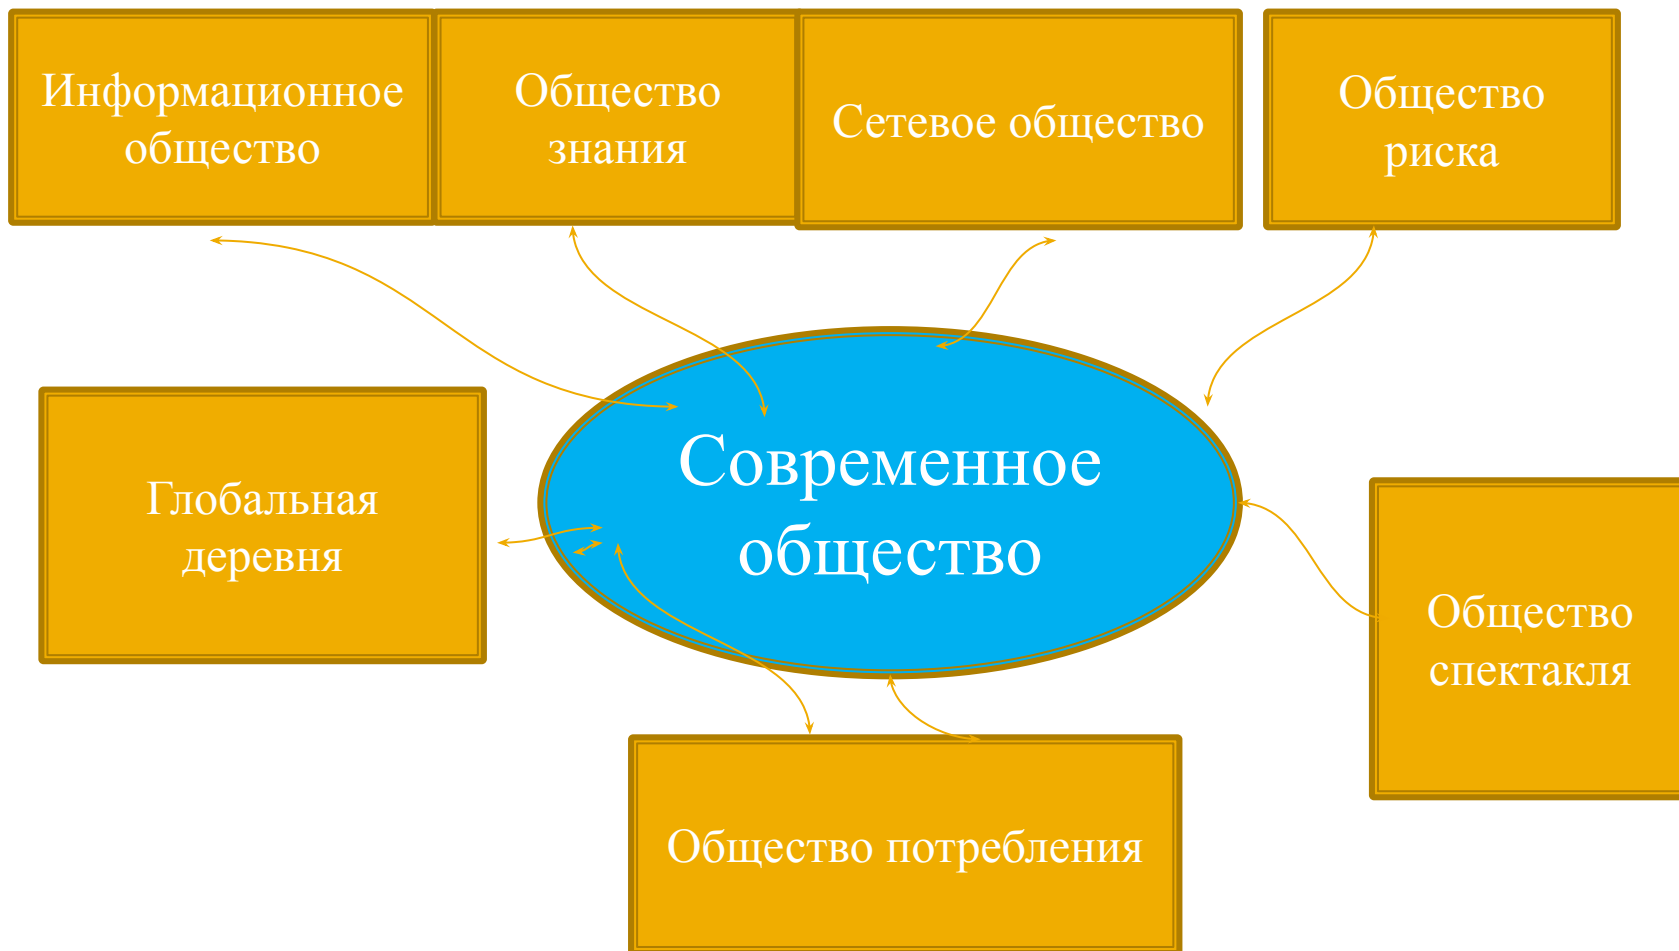 Информационное
общество
Общество
знания
Сетевое общество
Общество
риска
Глобальная
деревня
Современное
общество
Общество
спектакля
Общество потребления